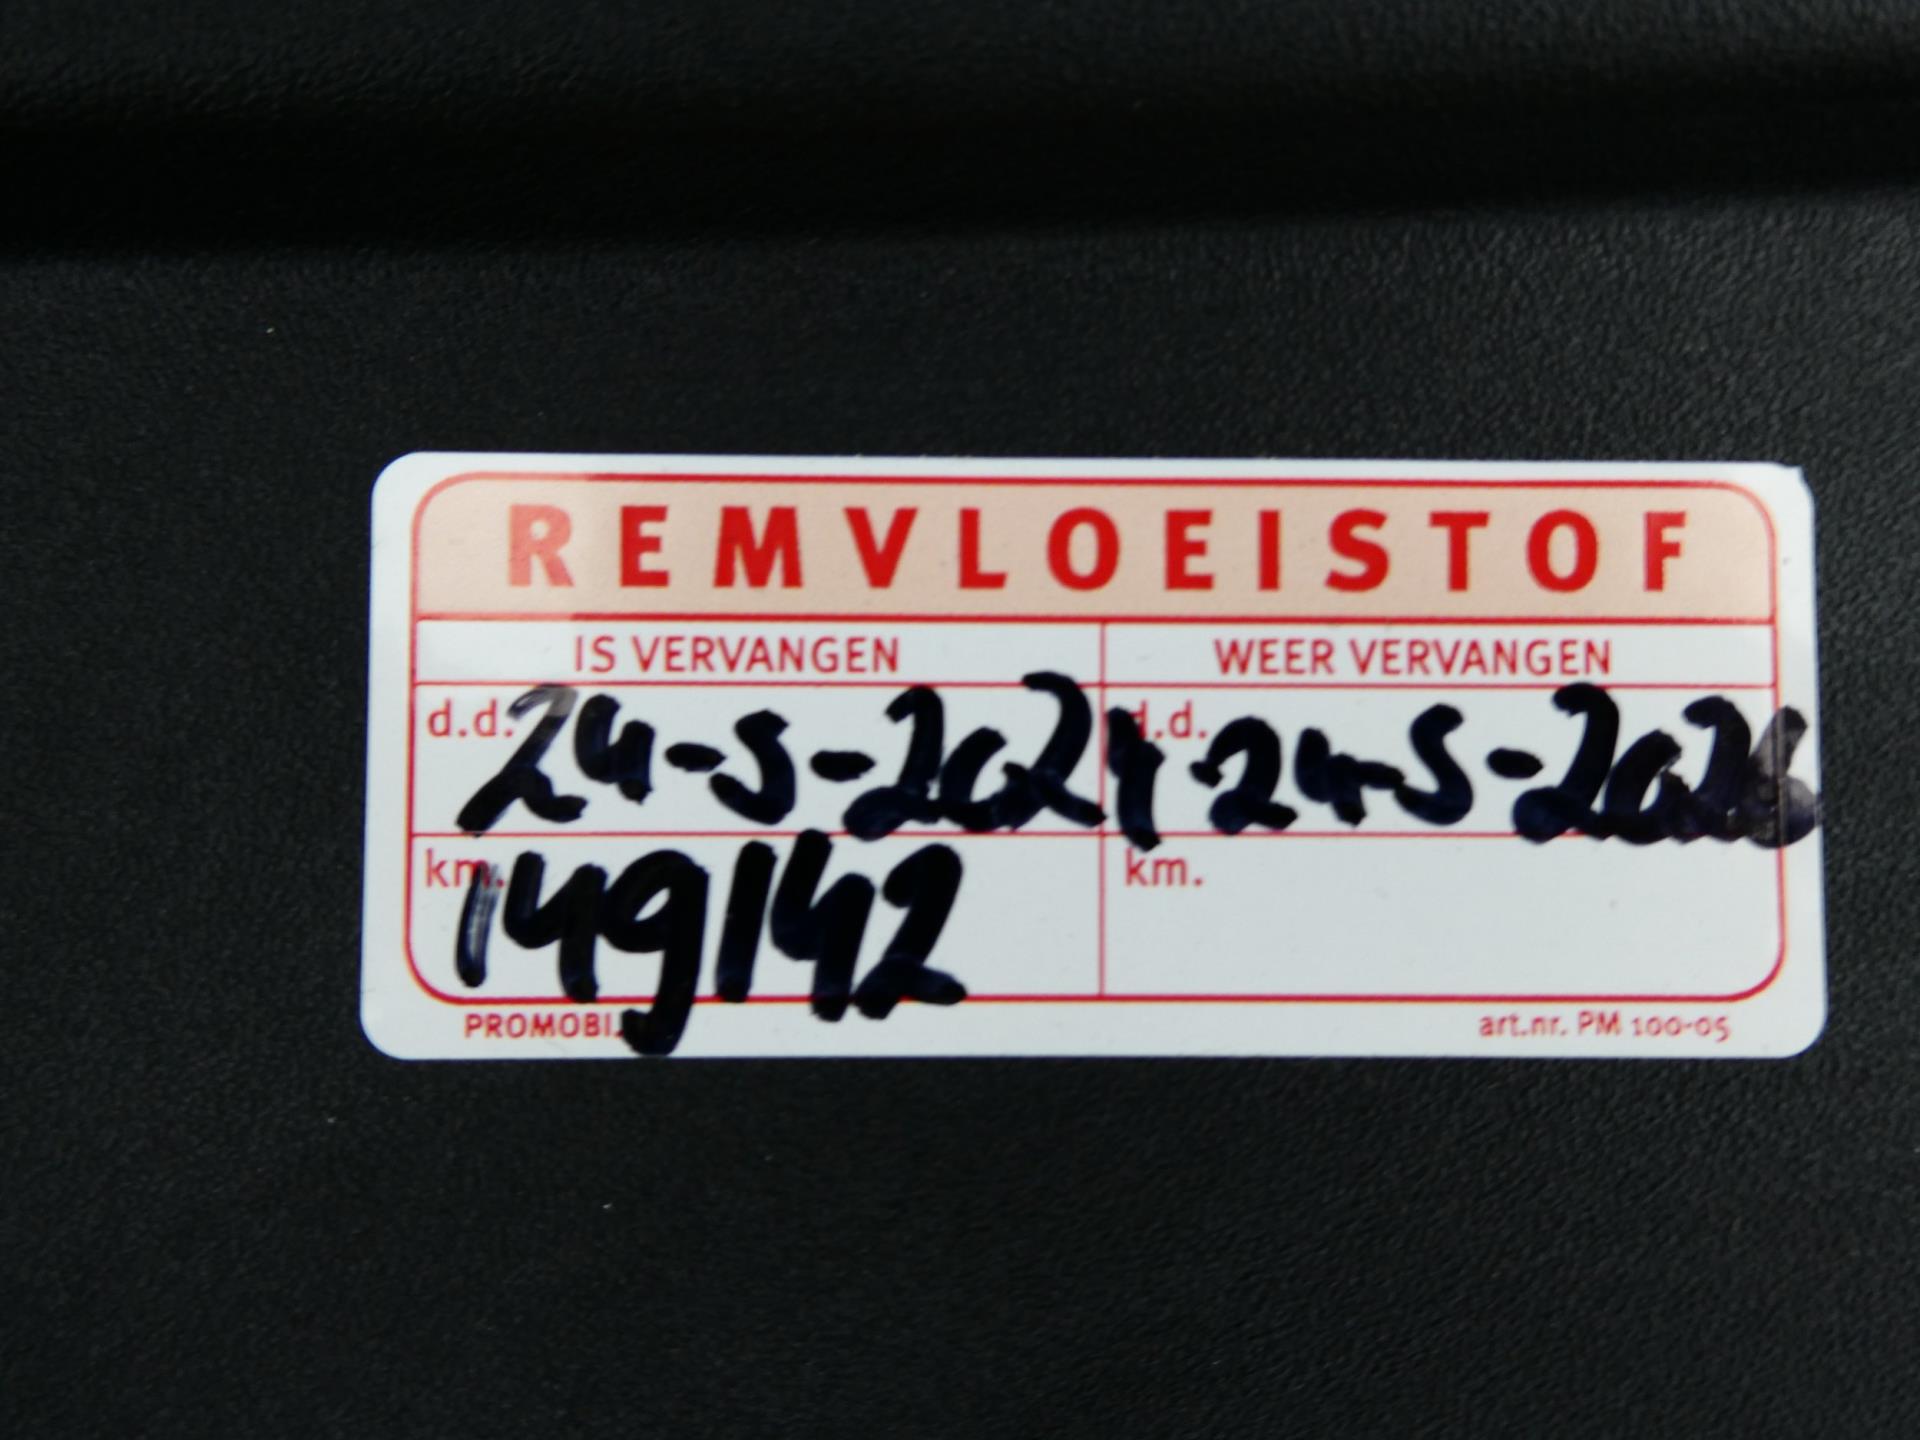 REMVLOEISTOF
IS VERVANGEN WEER VERVANGEN
d.d. 24-5-2024 d.d. 24-5-2026
km. 149142 km.
art.nr. PM 100-05